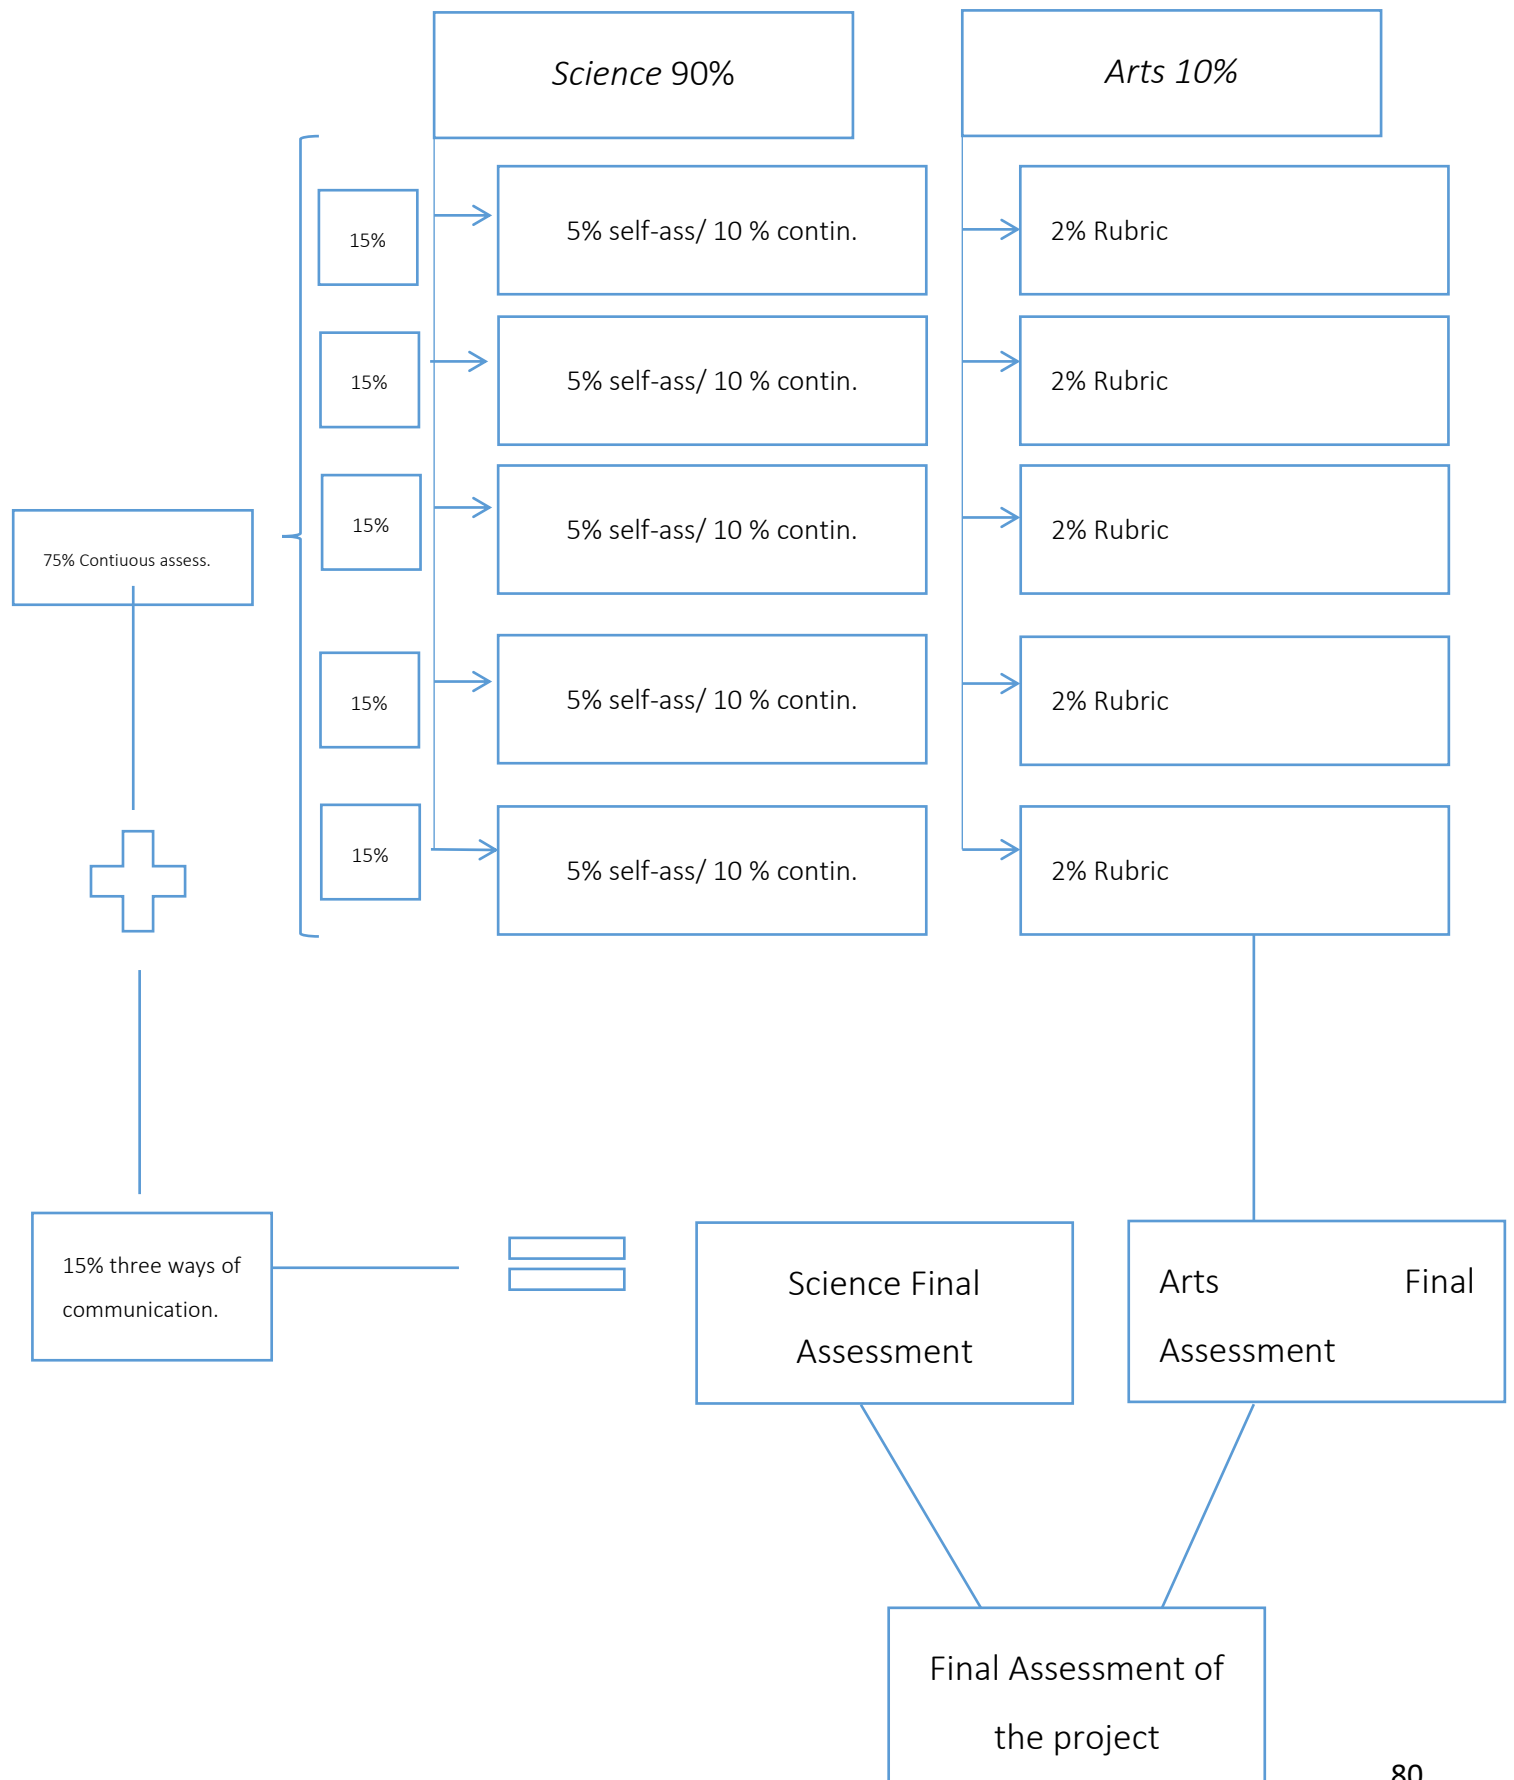 Science 90%
Arts 10%
15%
5% self-ass/ 10 % contin.
2% Rubric
15%
5% self-ass/ 10 % contin.
2% Rubric
15%
5% self-ass/ 10 % contin.
2% Rubric
75% Contiuous assess.
15%
5% self-ass/ 10 % contin.
2% Rubric
15%
5% self-ass/ 10 % contin.
2% Rubric
15% three ways of
communication.
Science Final
Assessment
Arts Final
Assessment
Final Assessment of
the project
80